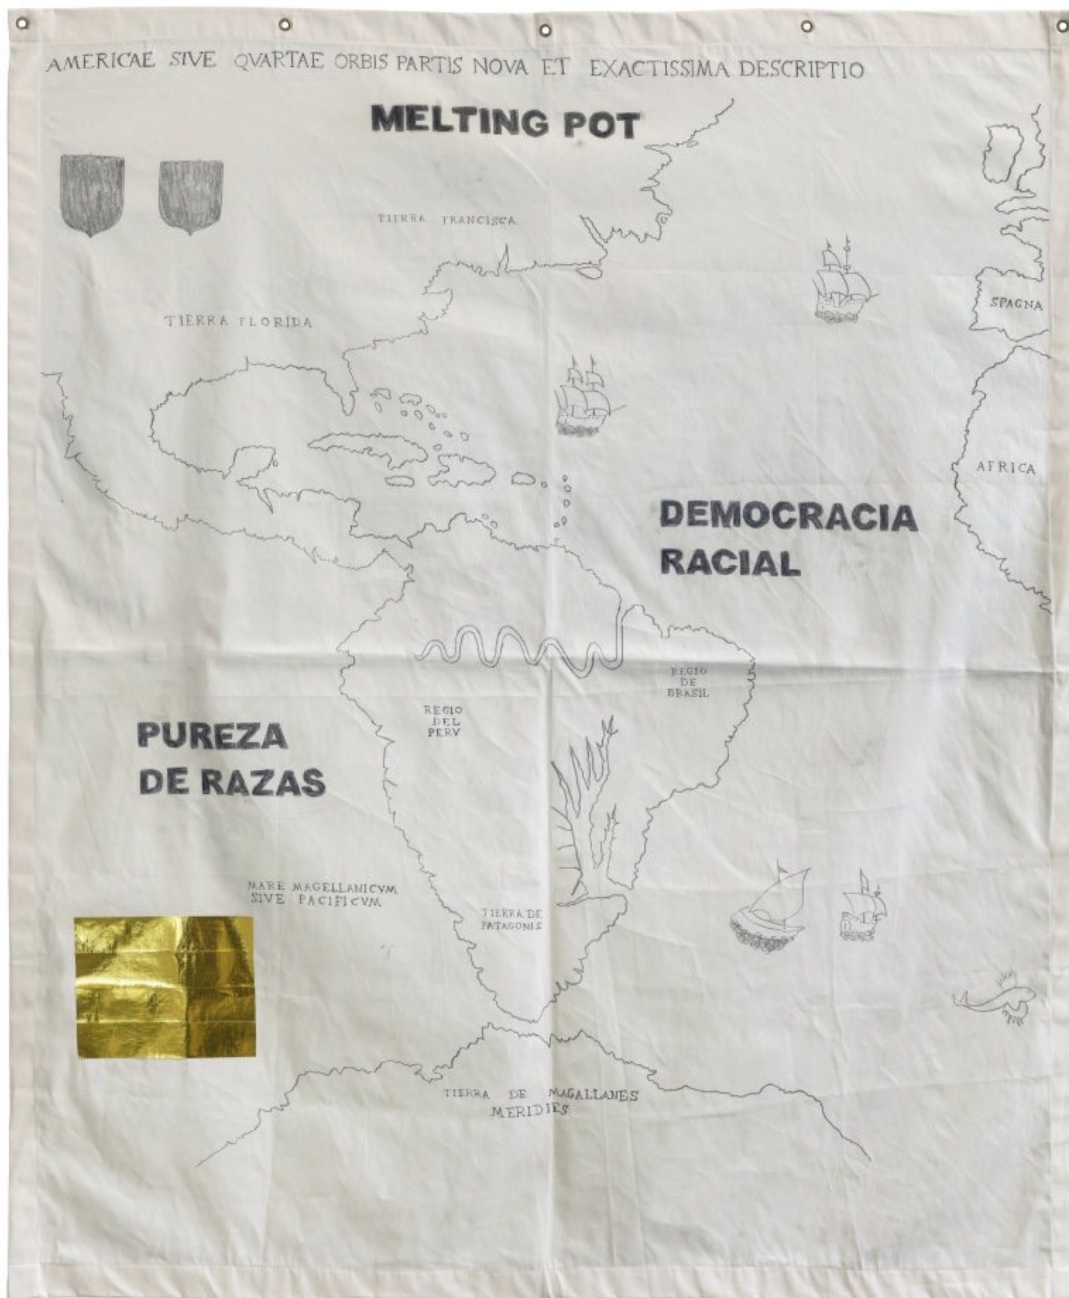 AMERICAE SIVE QVARTAE ORBIS PARTIS NOVA ET EXACTISSIMA DESCRIPTIO
MELTING POT
TIERRA FRANCISCA
SPAGNA
TIERRA FLORIDA
AFRICA
DEMOCRACIA
RACIAL
REGIO
DE
BRASIL
REGIO
DEL
PERV
PUREZA
DE RAZAS
MARE MAGELLANICVM
SIVE PACIFICVM
TIERRA DE
PATAGONIS
TIERRA DE MAGALLANES
MERIDIES